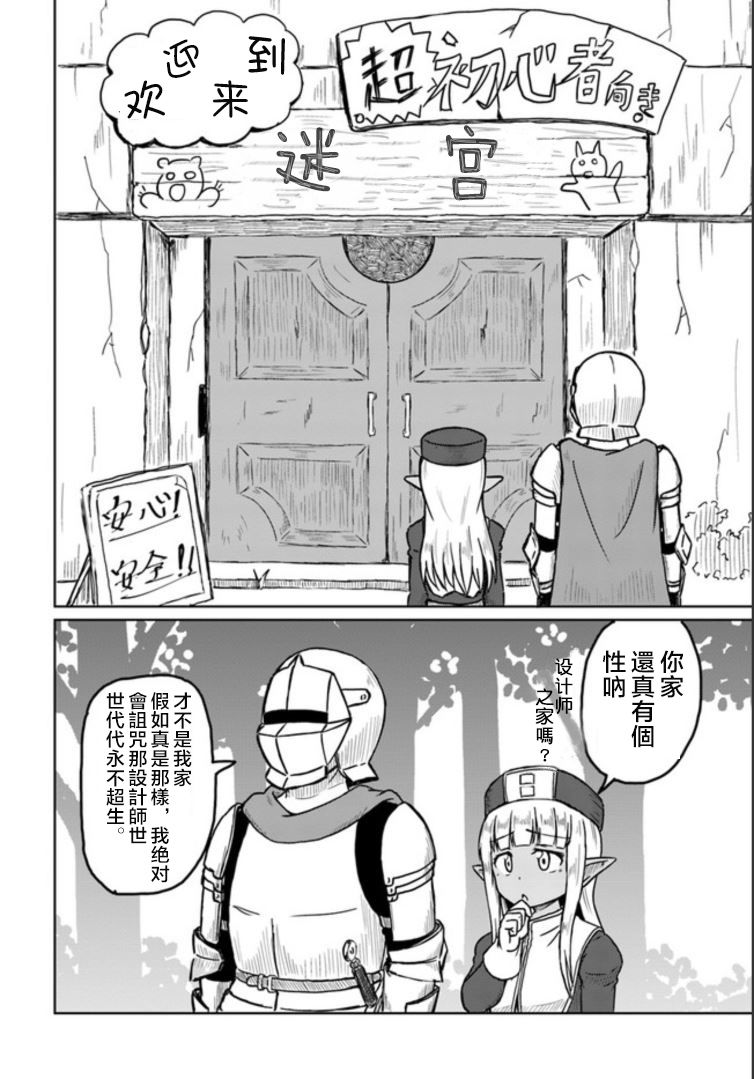 欢迎来到
超初心者向き
迷宫
安心!
安全!!
你家
還真有個
性吶
设计师
之家嗎?
才不是我家
假如真是那樣，我绝对
會詛咒那設計師世
世代代永不超生。